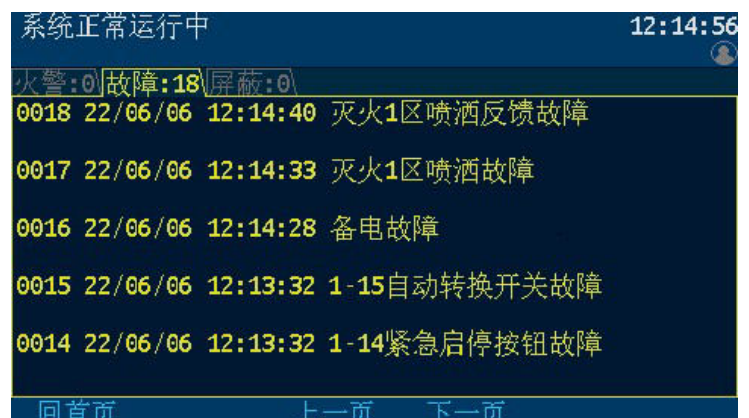 系统正常运行中 12:14:56
火警:0\故障:18\屏蔽:0\
0018 22/06/06 12:14:40 灭火1区喷洒反馈故障
0017 22/06/06 12:14:33 灭火1区喷洒故障
0016 22/06/06 12:14:28 备电故障
0015 22/06/06 12:13:32 1-15自动转换开关故障
0014 22/06/06 12:13:32 1-14紧急启停按钮故障
回首页 上一页 下一页